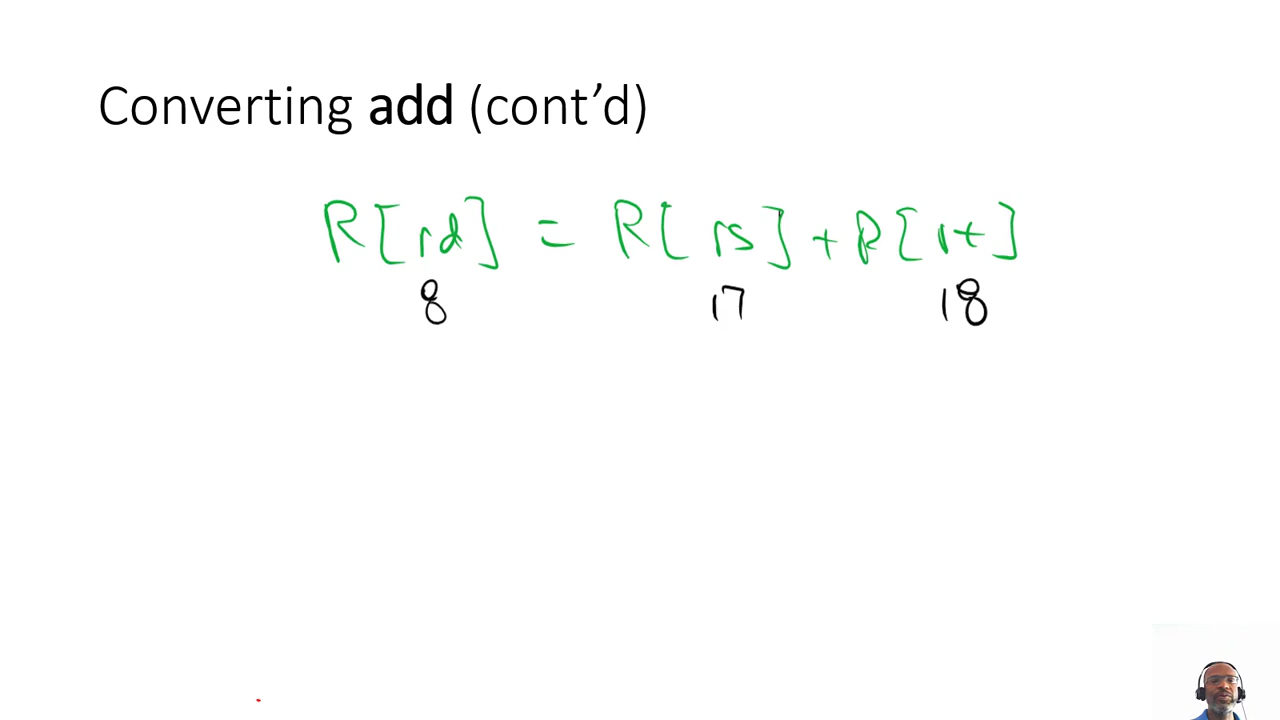 Converting add (cont’d)
R[rd] = R[rs] + R[rt]
8 17 18